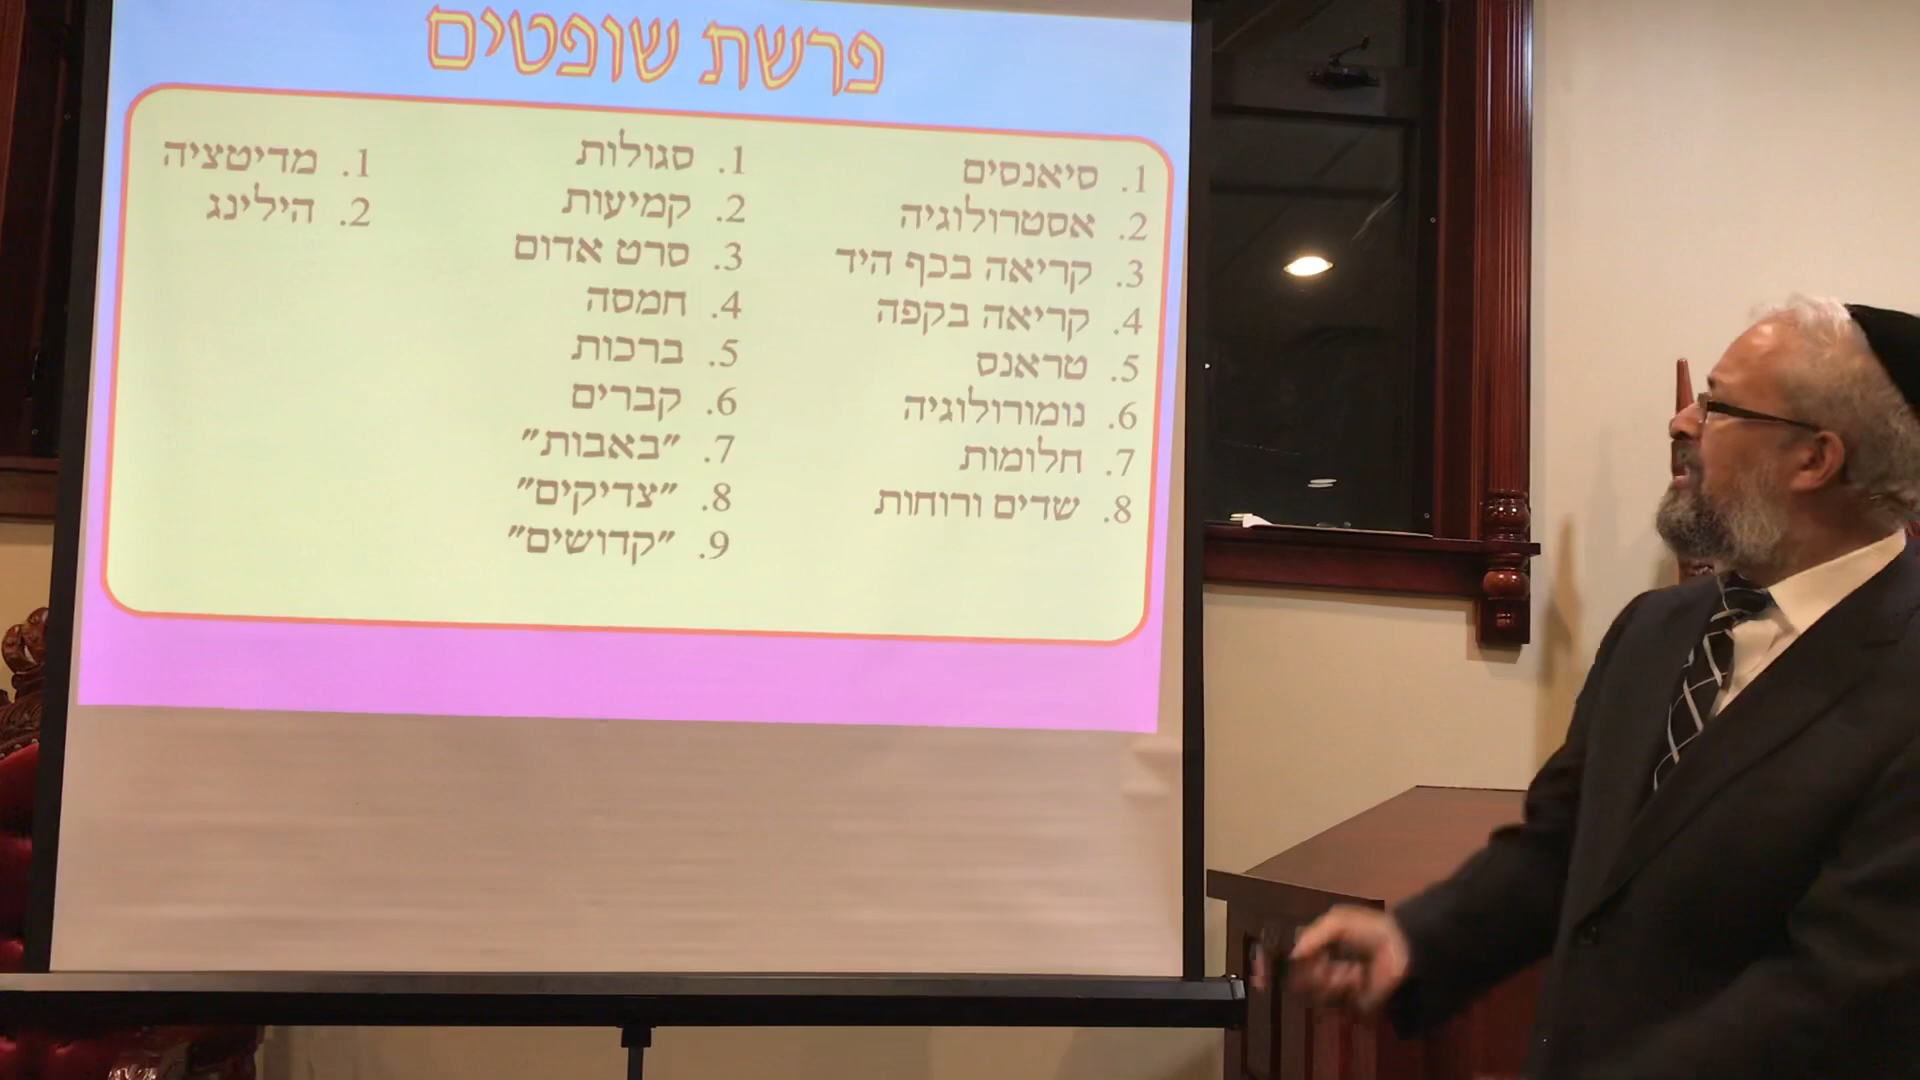 פרשת שופטים
1. סיאנסים
2. אסטרולוגיה
3. קריאה בכף היד
4. קריאה בקפה
5. טראנס
6. נומורולוגיה
7. חלומות
8. שדים ורוחות
1. סגולות
2. קמיעות
3. סרט אדום
4. חמסה
5. ברכות
6. קברים
7. "באבות"
8. "צדיקים"
9. "קדושים"
1. מדיטציה
2. הילינג